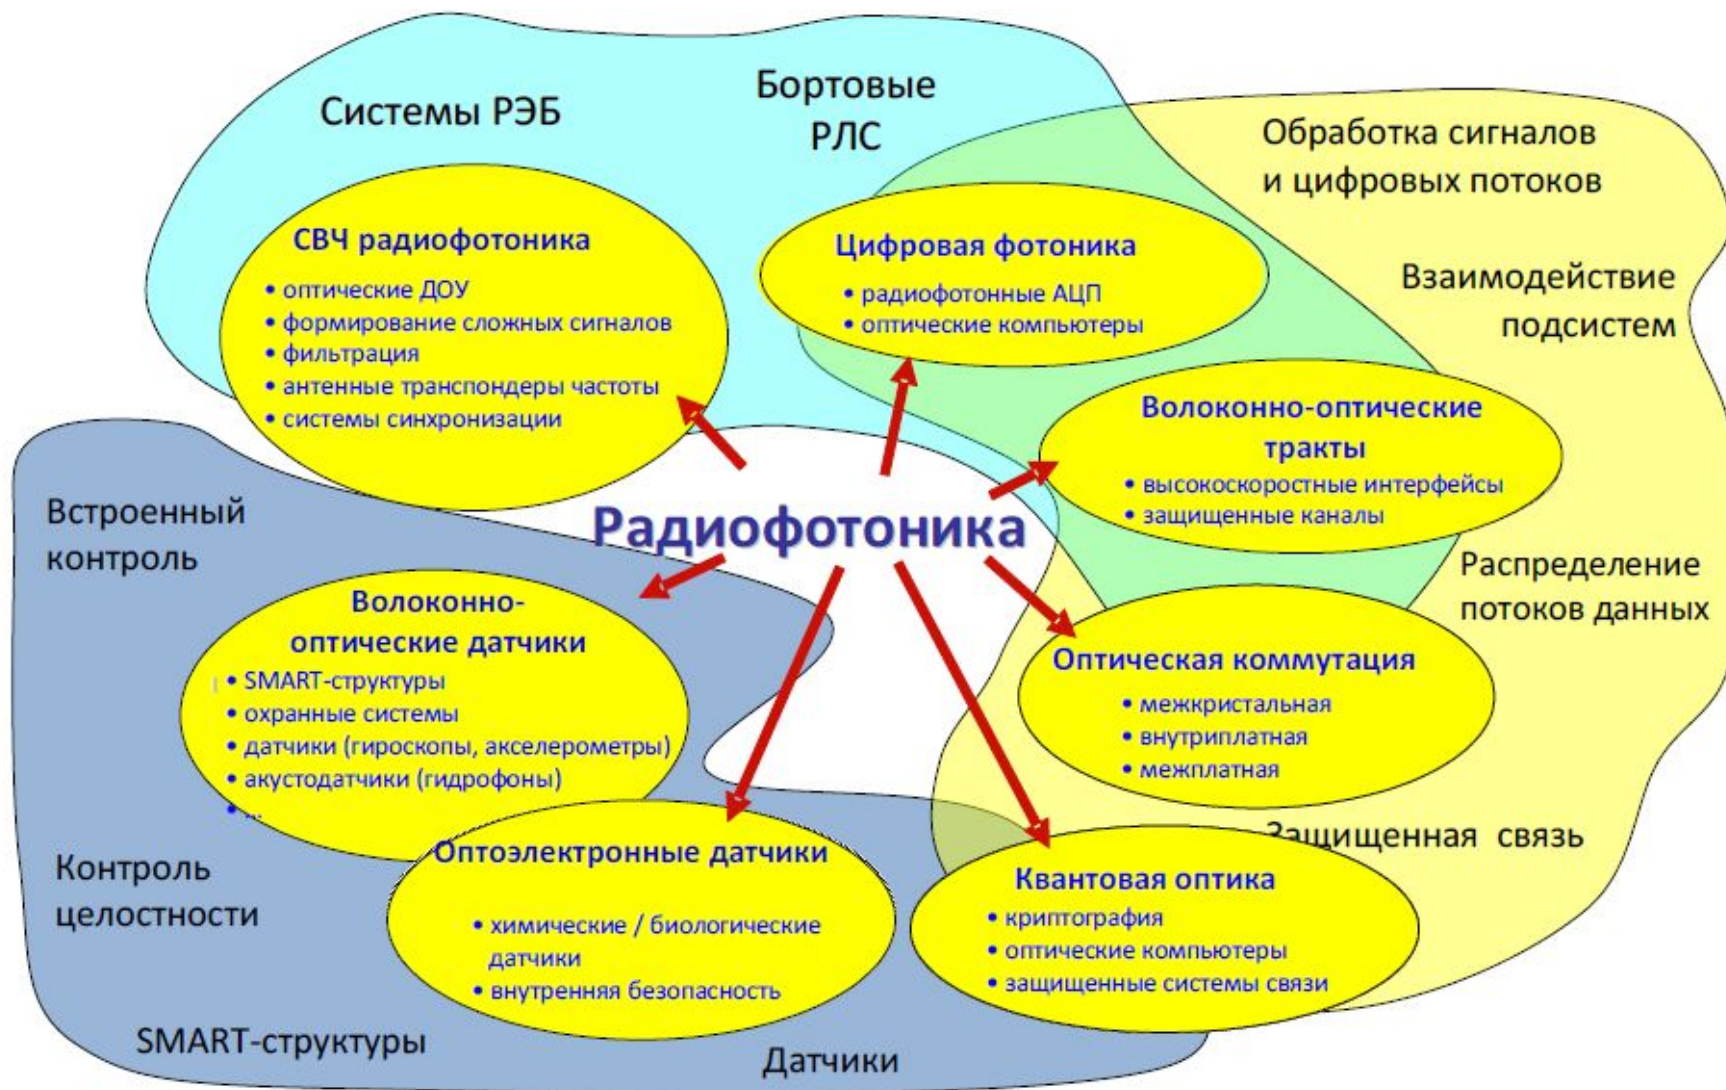 Системы РЭБ
Бортовые
РЛС
Обработка сигналов
и цифровых потоков
СВЧ радиофотоника
• оптические ДОУ
• формирование сложных сигналов
• фильтрация
• антенные транспондеры частоты
• системы синхронизации
Цифровая фотоника
• радиофотонные АЦП
• оптические компьютеры
Взаимодействие
подсистем
Волоконно-оптические
тракты
• высокоскоростные интерфейсы
• защищенные каналы
Радиофотоника
Встроенный
контроль
Распределение
потоков данных
Волоконно-
оптические датчики
• SMART-структуры
• охранные системы
• датчики (гироскопы, акселерометры)
• акустодатчики (гидрофоны)
• ...
Оптическая коммутация
• межкристальная
• внутриплатная
• межплатная
Защищенная связь
Контроль
целостности
Оптоэлектронные датчики
• химические / биологические
датчики
• внутренняя безопасность
Квантовая оптика
• криптография
• оптические компьютеры
• защищенные системы связи
SMART-структуры
Датчики